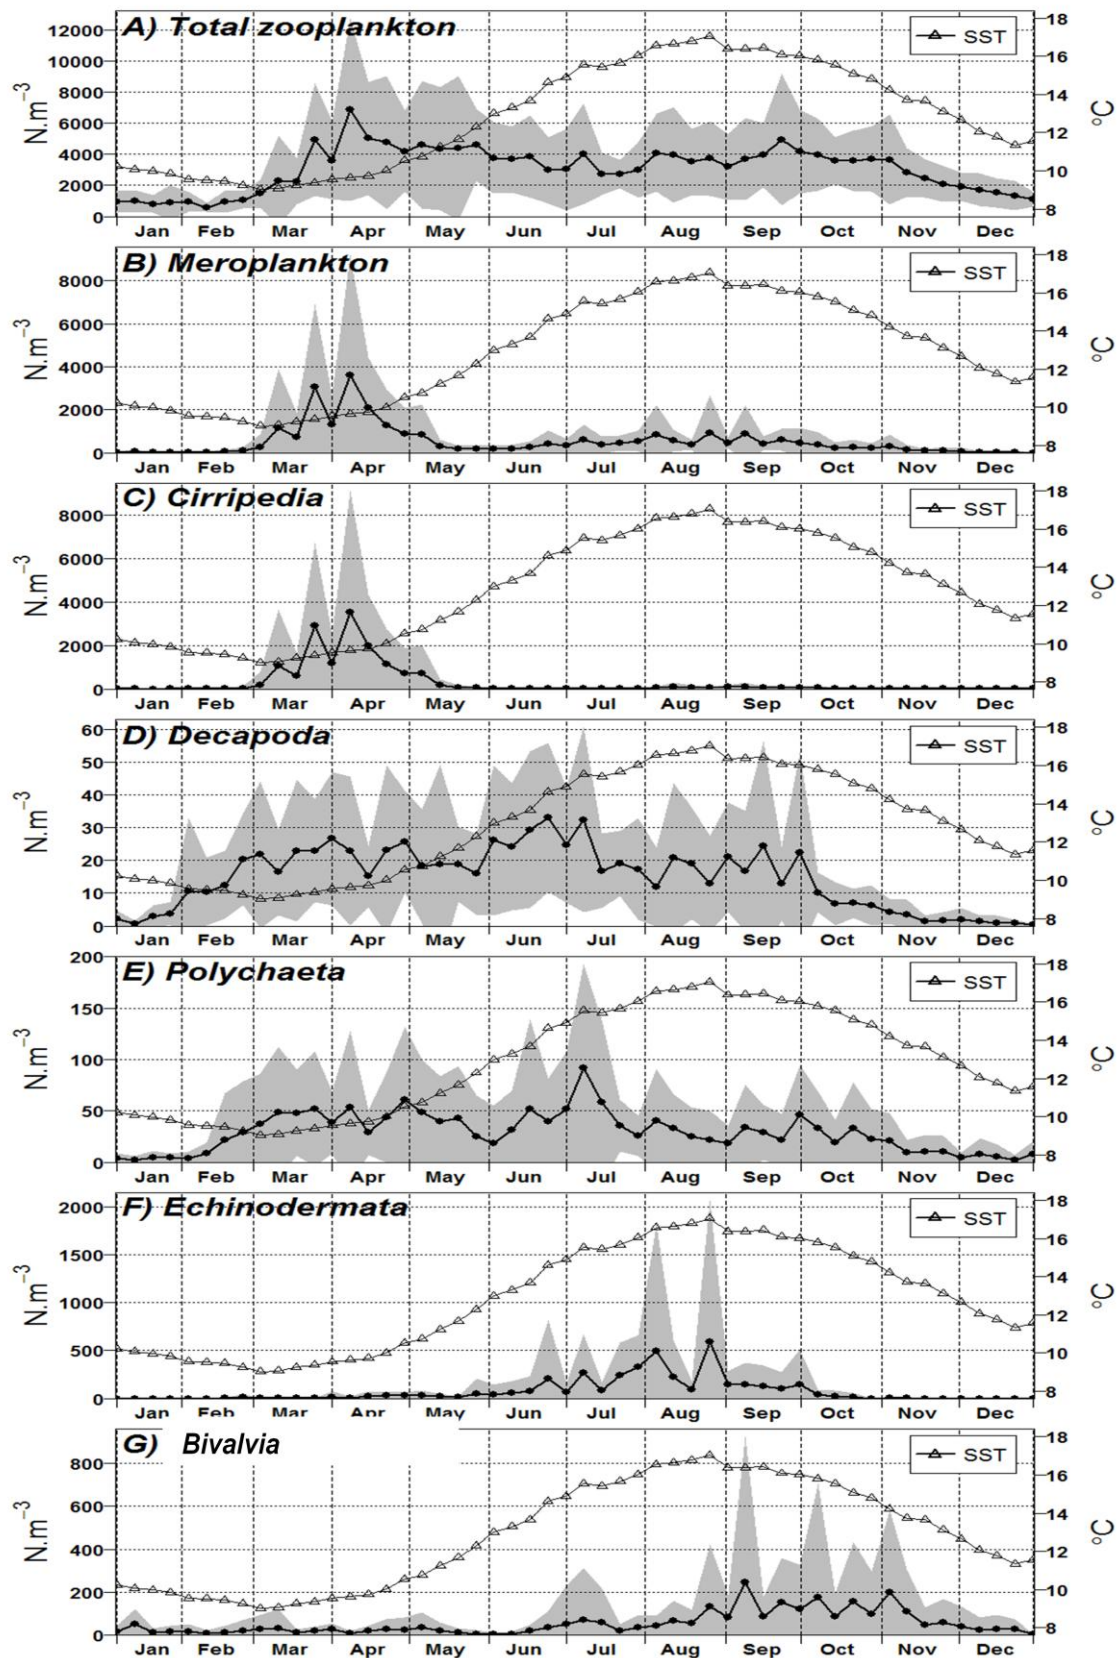 A) Total zooplankton
SST
N.m⁻³
12000
10000
8000
6000
4000
2000
0
18
16
14
12
10
8
°C
Jan Feb Mar Apr May Jun Jul Aug Sep Oct Nov Dec
B) Meroplankton
SST
N.m⁻³
8000
6000
4000
2000
0
18
16
14
12
10
8
°C
Jan Feb Mar Apr May Jun Jul Aug Sep Oct Nov Dec
C) Cirripedia
SST
N.m⁻³
8000
6000
4000
2000
0
18
16
14
12
10
8
°C
Jan Feb Mar Apr May Jun Jul Aug Sep Oct Nov Dec
D) Decapoda
SST
N.m⁻³
60
50
40
30
20
10
0
18
16
14
12
10
8
°C
Jan Feb Mar Apr May Jun Jul Aug Sep Oct Nov Dec
E) Polychaeta
SST
N.m⁻³
200
150
100
50
0
18
16
14
12
10
8
°C
Jan Feb Mar Apr May Jun Jul Aug Sep Oct Nov Dec
F) Echinodermata
SST
N.m⁻³
2000
1500
1000
500
0
18
16
14
12
10
8
°C
Jan Feb Mar Apr May Jun Jul Aug Sep Oct Nov Dec
G) Bivalvia
SST
N.m⁻³
800
600
400
200
0
18
16
14
12
10
8
°C
Jan Feb Mar Apr May Jun Jul Aug Sep Oct Nov Dec